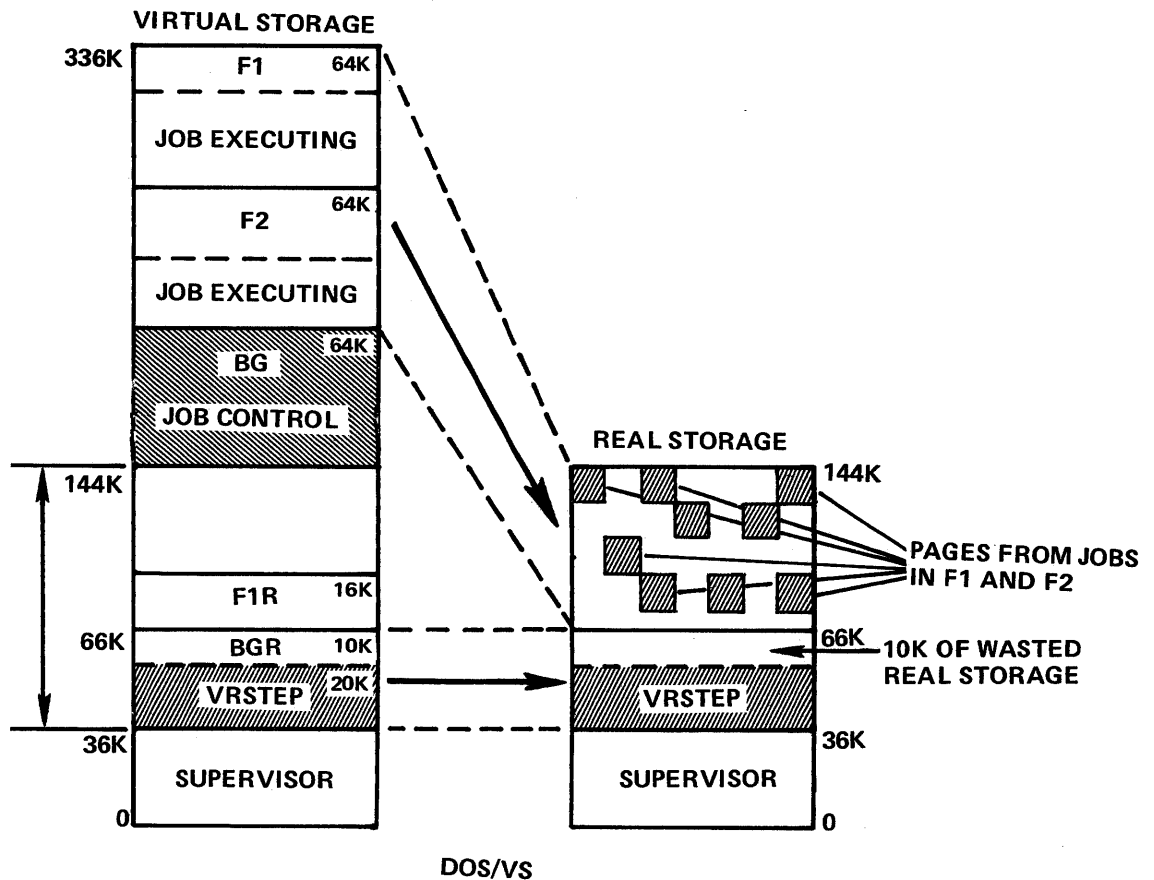 VIRTUAL STORAGE
336K
F1
64K
JOB EXECUTING
F2
64K
JOB EXECUTING
BG
64K
JOB CONTROL
144K
F1R
16K
66K
BGR
10K
VRSTEP
20K
36K
SUPERVISOR
0
REAL STORAGE
144K
PAGES FROM JOBS
IN F1 AND F2
66K
10K OF WASTED
REAL STORAGE
VRSTEP
36K
SUPERVISOR
0
DOS/VS